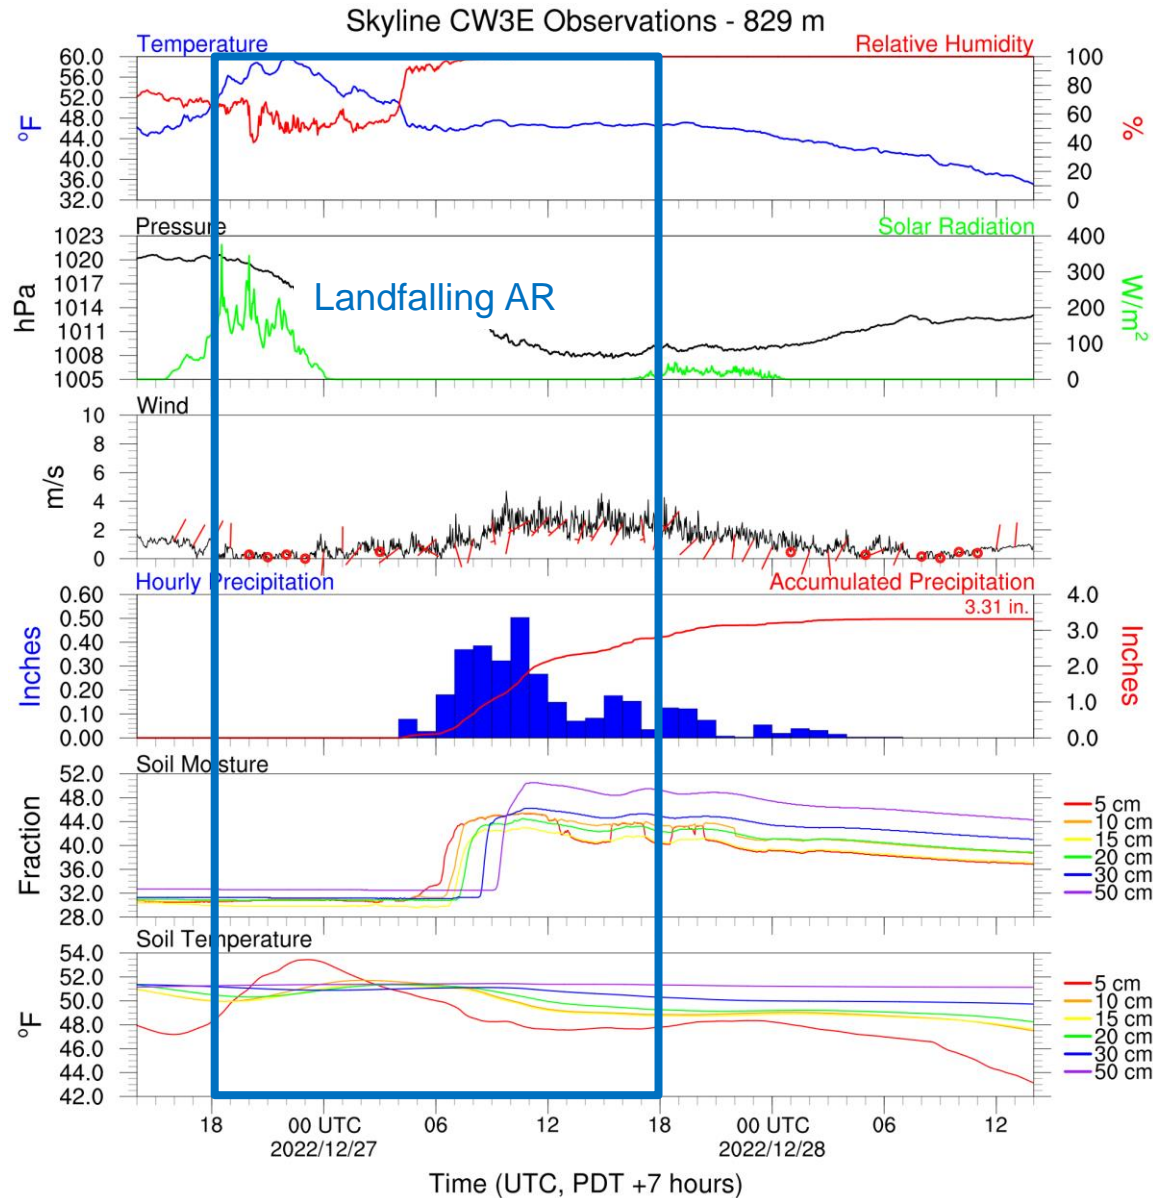 Skyline CW3E Observations - 829 m
Temperature Relative Humidity
60.0 100
56.0
52.0 80
48.0 60
44.0 40
40.0
36.0 20
32.0 0
°F %
Pressure Solar Radiation
1023 400
1020
1017 300
1014 200
1011
1008 100
1005 0
hPa W/m²
Landfalling AR
Wind
10
8
6
4
2
0
m/s
Hourly Precipitation Accumulated Precipitation
3.31 in.
0.60 4.0
0.50
0.40 3.0
0.30 2.0
0.20
0.10 1.0
0.00 0.0
Inches Inches
Soil Moisture
52.0
48.0
44.0
40.0
36.0
32.0
28.0
Fraction
5 cm
10 cm
15 cm
20 cm
30 cm
50 cm
Soil Temperature
54.0
52.0
50.0
48.0
46.0
44.0
42.0
°F
5 cm
10 cm
15 cm
20 cm
30 cm
50 cm
18 00 UTC 06 12 18 00 UTC 06 12
2022/12/27 2022/12/28
Time (UTC, PDT +7 hours)